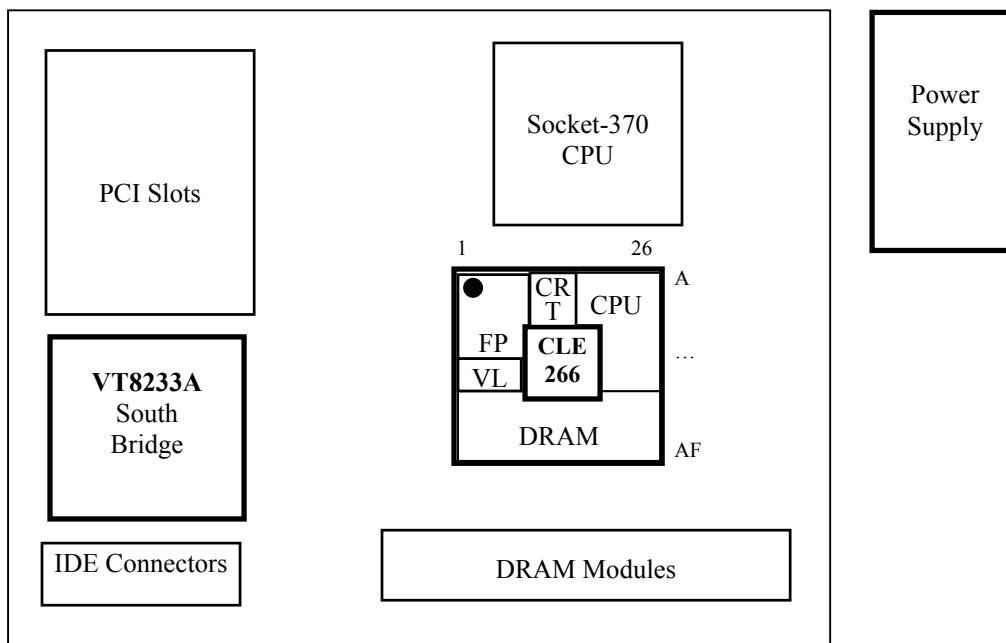 PCI Slots
Socket-370
CPU
Power
Supply
1
26
A
CR
T
CPU
FP
CLE
266
…
VL
DRAM
AF
VT8233A
South
Bridge
IDE Connectors
DRAM Modules